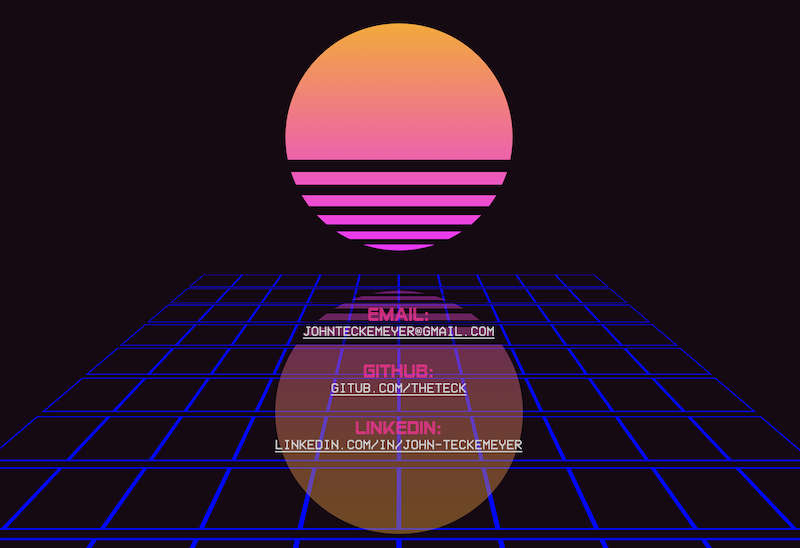 EMAIL:
JOHNTECKEMEYER@GMAIL.COM
GITHUB:
GITUB.COM/THETECK
LINKEDIN:
LINKEDIN.COM/IN/JOHN-TECKEMEYER